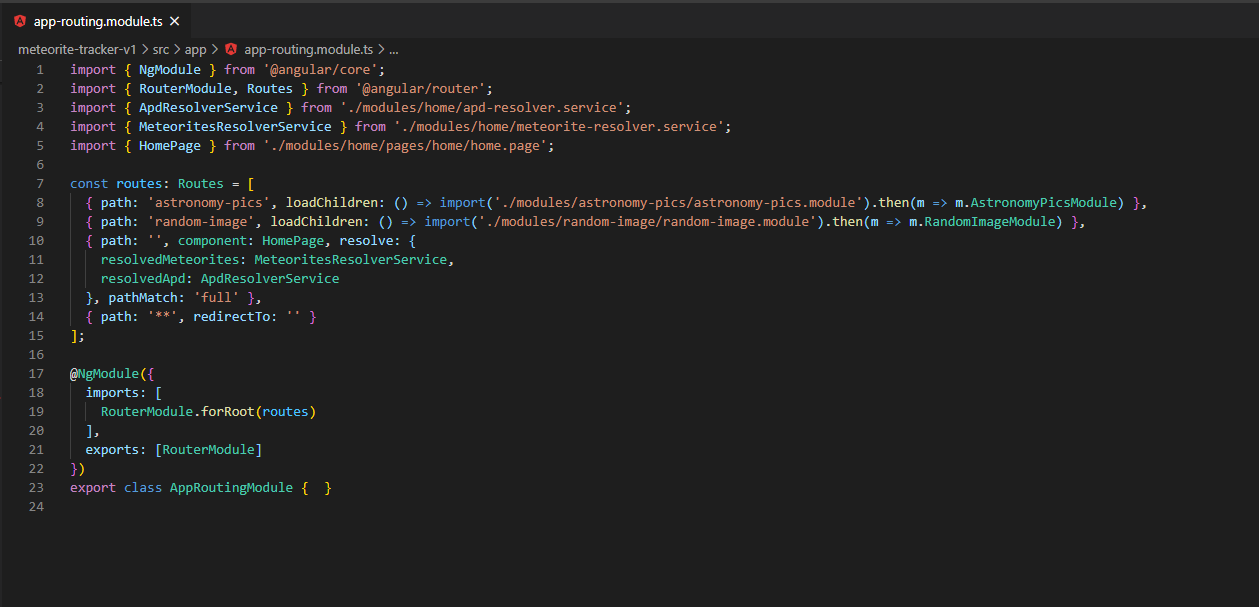 app-routing.module.ts ×
meteorite-tracker-v1 > src > app > app-routing.module.ts > ...
1 import { NgModule } from '@angular/core';
2 import { RouterModule, Routes } from '@angular/router';
3 import { ApdResolverService } from './modules/home/apd-resolver.service';
4 import { MeteoritesResolverService } from './modules/home/meteorite-resolver.service';
5 import { HomePage } from './modules/home/pages/home/home.page';
6
7 const routes: Routes = [
8   { path: 'astronomy-pics', loadChildren: () => import('./modules/astronomy-pics/astronomy-pics.module').then(m => m.AstronomyPicsModule) },
9   { path: 'random-image', loadChildren: () => import('./modules/random-image/random-image.module').then(m => m.RandomImageModule) },
10   { path: '', component: HomePage, resolve: {
11     resolvedMeteorites: MeteoritesResolverService,
12     resolvedApd: ApdResolverService
13   }, pathMatch: 'full' },
14   { path: '**', redirectTo: '' }
15 ];
16
17 @NgModule({
18   imports: [
19     RouterModule.forRoot(routes)
20   ],
21   exports: [RouterModule]
22 })
23 export class AppRoutingModule {  }
24